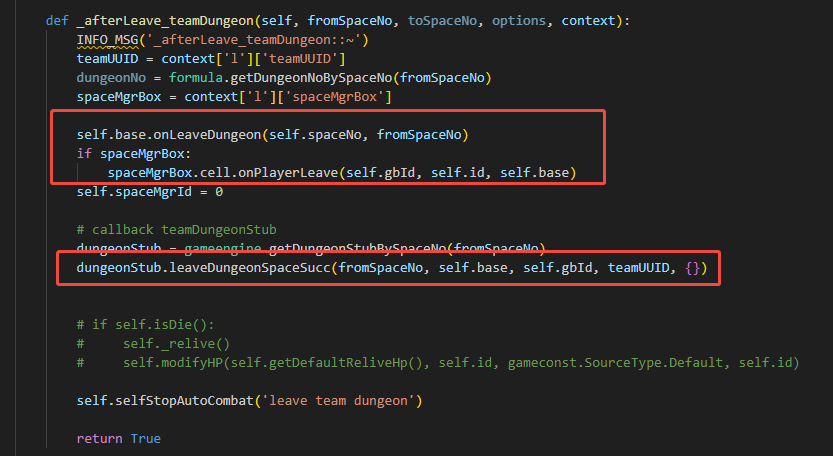 def _afterLeave_teamDungeon(self, fromSpaceNo, toSpaceNo, options, context):
INFO_MSG('_afterLeave_teamDungeon::~')
teamUUID = context['l']['teamUUID']
dungeonNo = formula.getDungeonNoBySpaceNo(fromSpaceNo)
spaceMgrBox = context['l']['spaceMgrBox']
self.base.onLeaveDungeon(self.spaceNo, fromSpaceNo)
if spaceMgrBox:
spaceMgrBox.cell.onPlayerLeave(self.gbId, self.id, self.base)
self.spaceMgrId = 0
# callback teamDungeonStub
dungeonStub = gameengine.getDungeonStubBySpaceNo(fromSpaceNo)
dungeonStub.leaveDungeonSpaceSucc(fromSpaceNo, self.base, self.gbId, teamUUID, {})
# if self.isDie():
#     self._relive()
#     self.modifyHP(self.getDefaultReliveHp(), self.id, gameconst.SourceType.Default, self.id)
self.selfStopAutoCombat('leave team dungeon')
return True